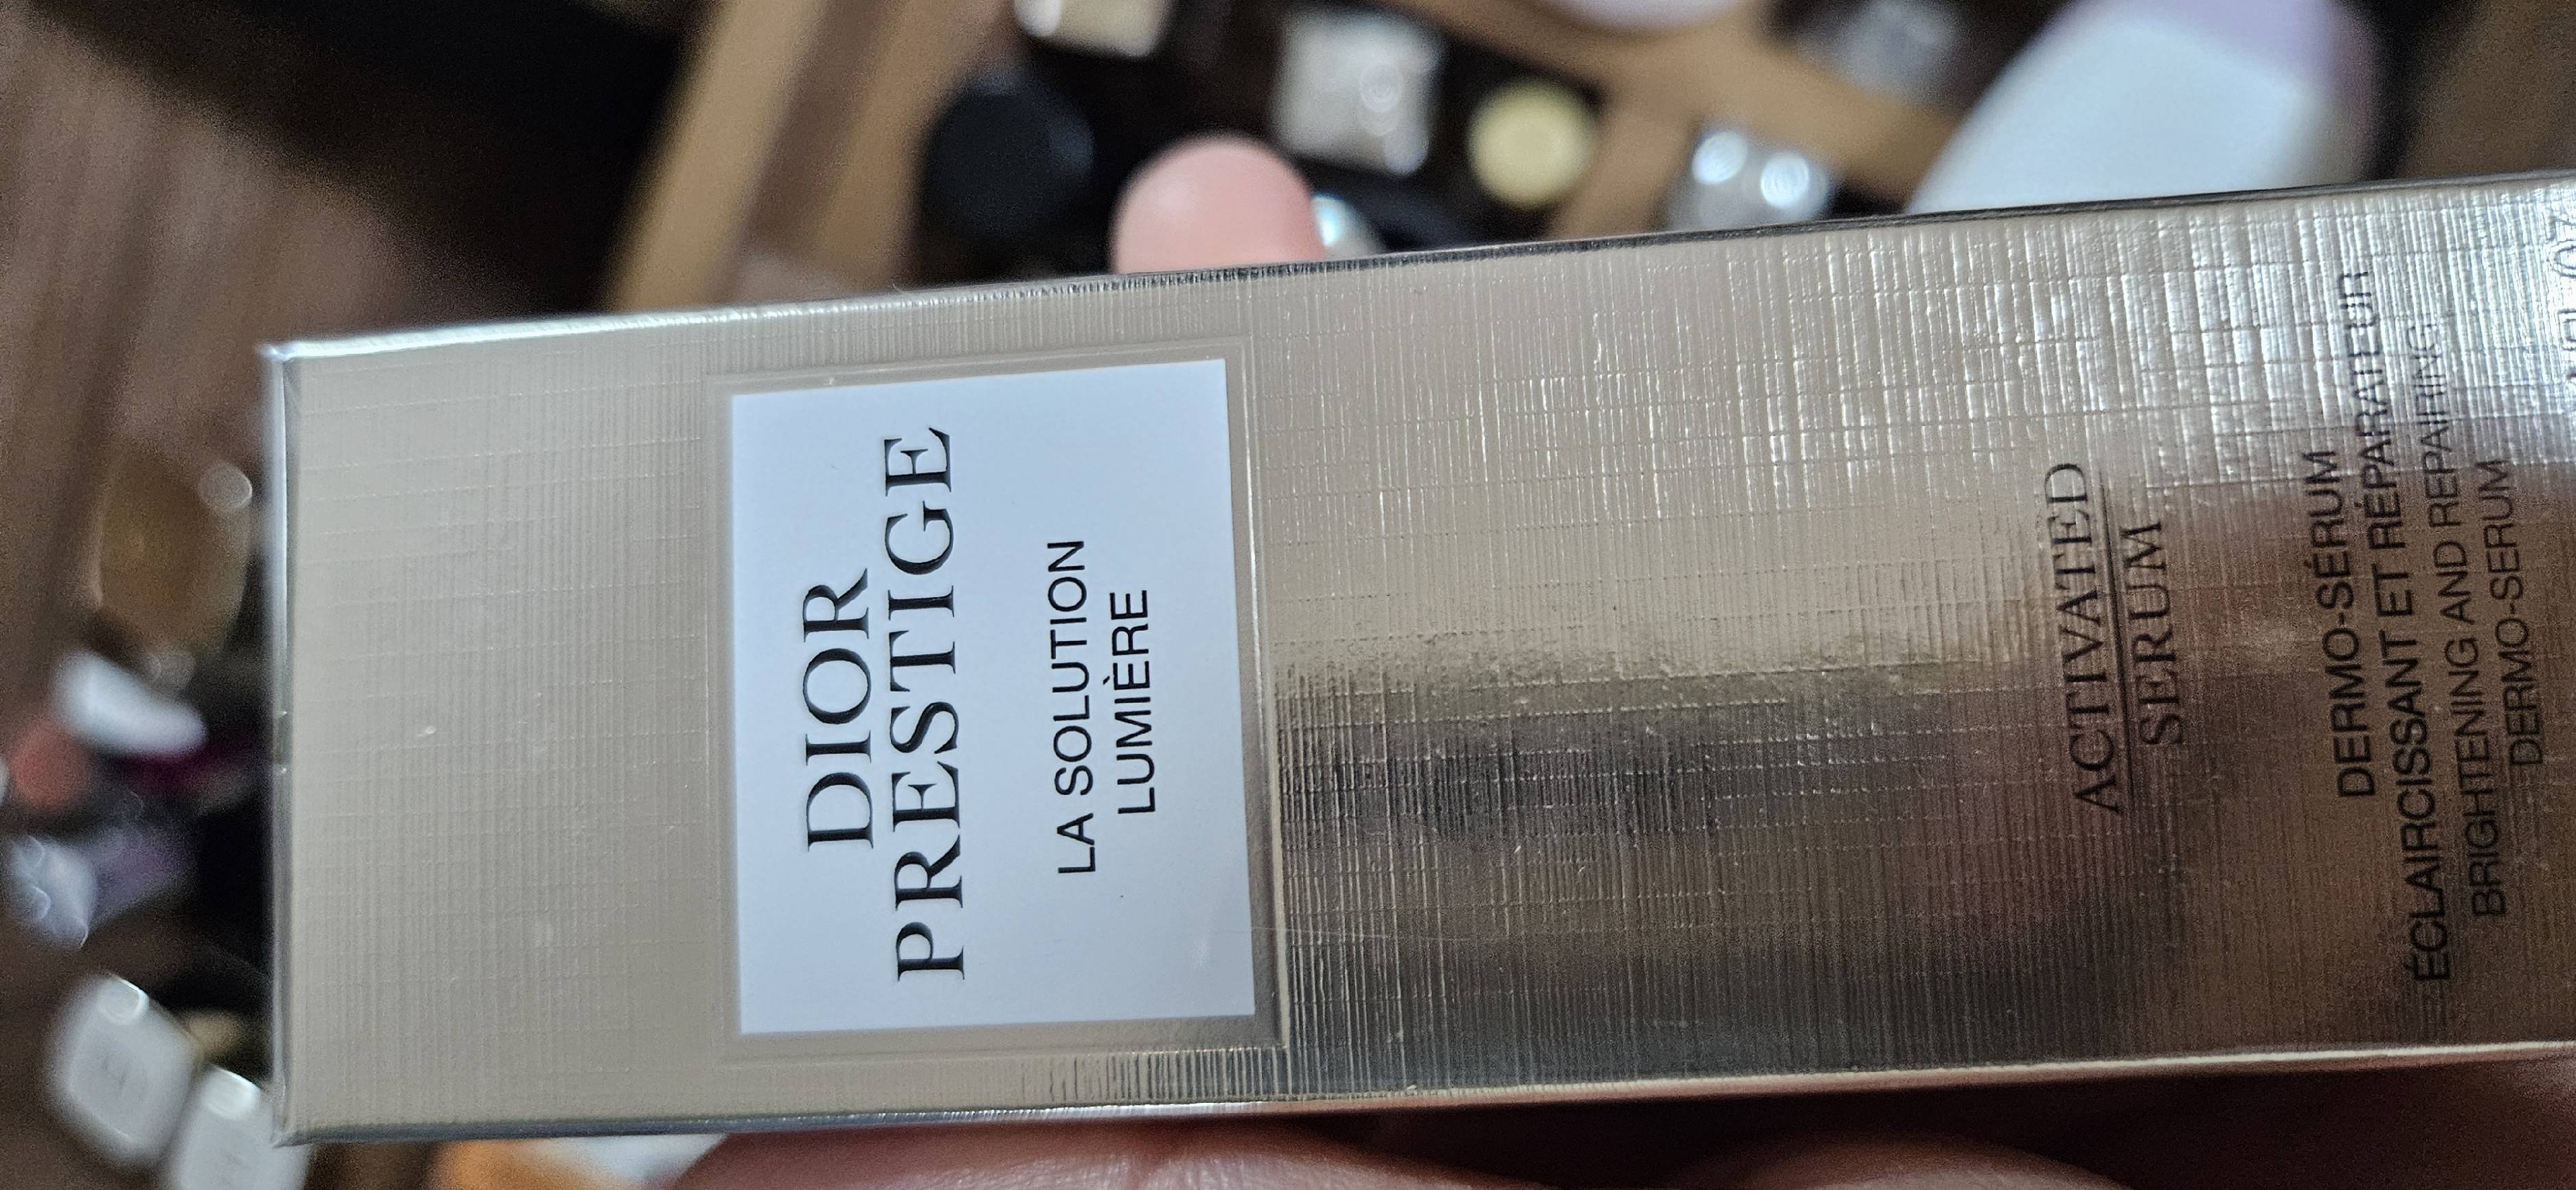 DIOR
PRESTIGE
LA SOLUTION
LUMIÈRE
ACTIVATED
SERUM
DERMO-SÉRUM
ÉCLAIRCISSANT ET RÉPARATEUR
BRIGHTENING AND REPAIRING
DERMO-SERUM